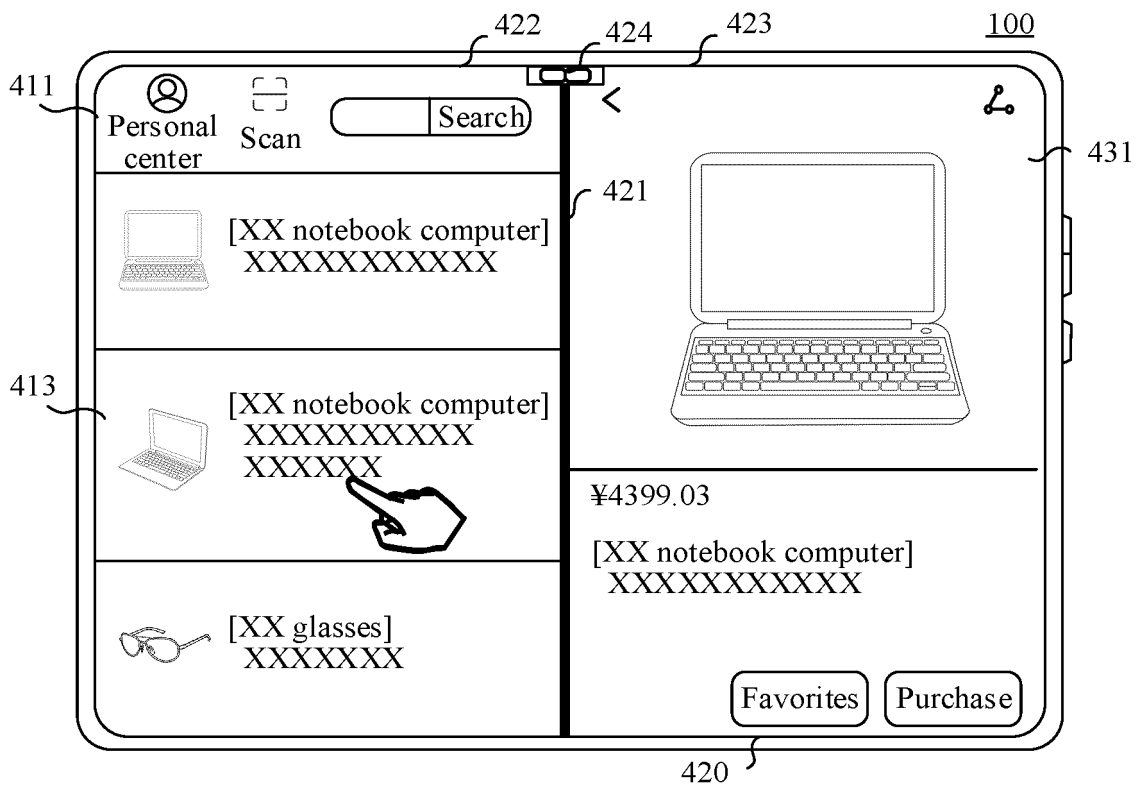 422
424
423
100
411
Personal
center
Scan
Search
431
421
[XX notebook computer]
XXXXXXXXXXX
413
[XX notebook computer]
XXXXXXXXXX
XXXXXX
¥4399.03
[XX notebook computer]
XXXXXXXXXXX
[XX glasses]
XXXXXXX
Favorites
Purchase
420